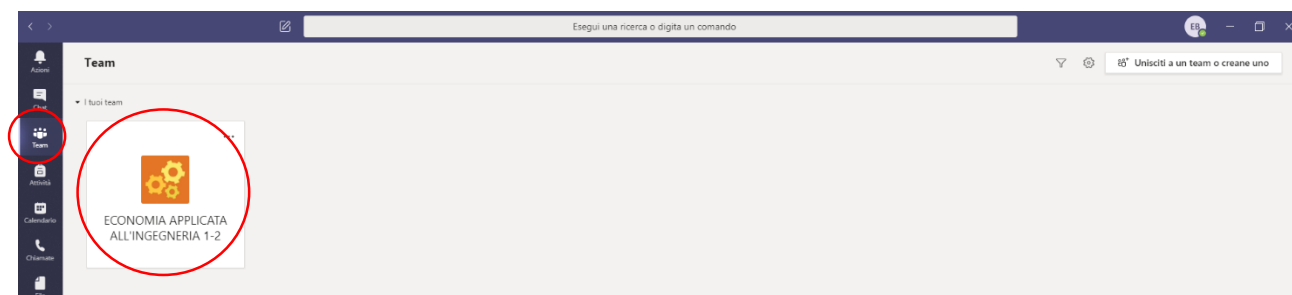 Esegui una ricerca o digita un comando
EB
Azioni
Team
Unisciti a un team o creane uno
Chat
I tuoi team
Team
Attività
Calendario
ECONOMIA APPLICATA
ALL'INGEGNERIA 1-2
Chiamate